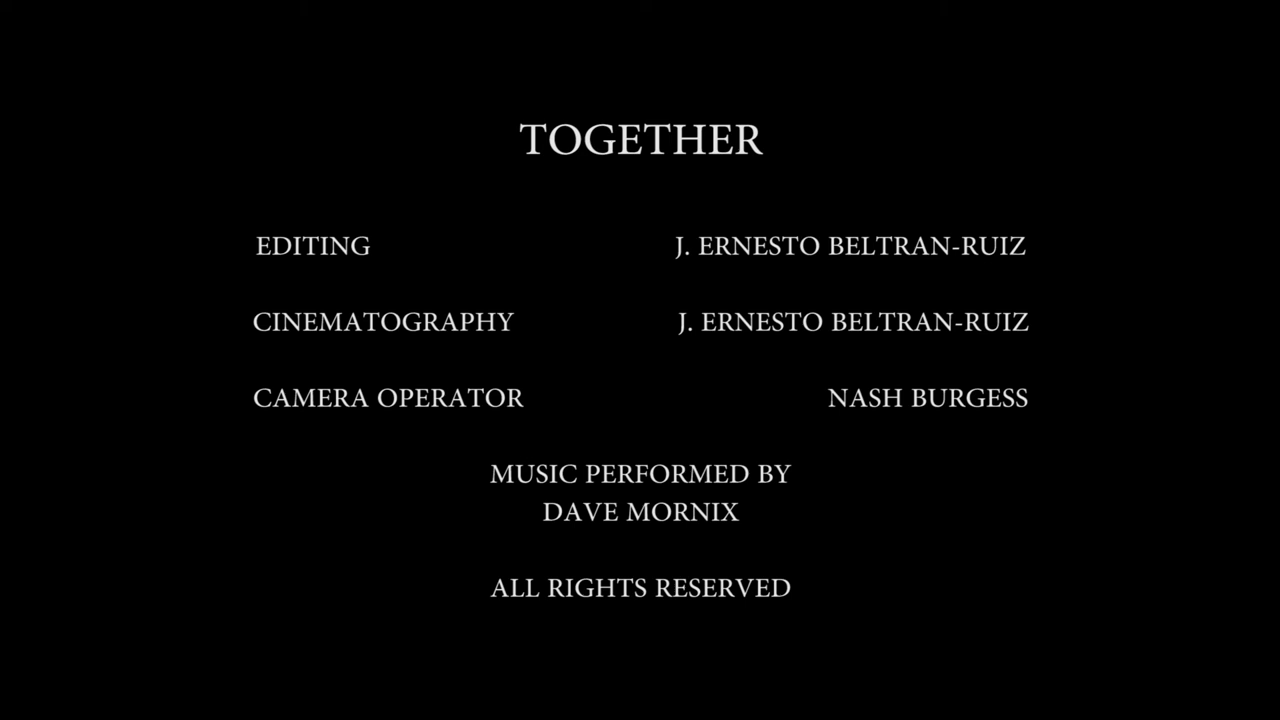 TOGETHER
EDITING J. ERNESTO BELTRAN-RUIZ
CINEMATOGRAPHY J. ERNESTO BELTRAN-RUIZ
CAMERA OPERATOR NASH BURGESS
MUSIC PERFORMED BY
DAVE MORNIX
ALL RIGHTS RESERVED